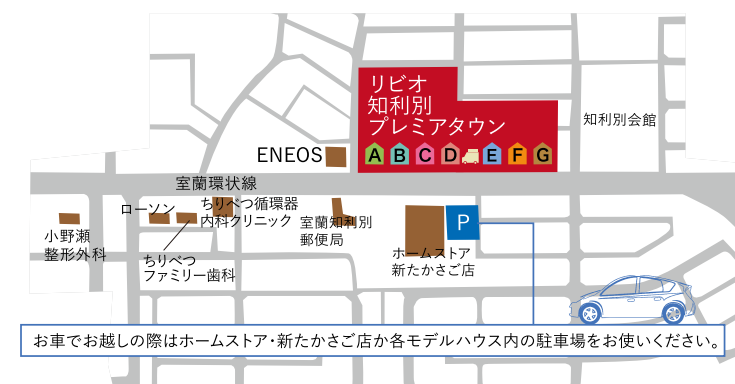 リビオ
知利別
プレミアタウン
知利別会館
A B C D E F G
ENEOS
室蘭環状線
ちりべつ循環器
内科クリニック
ローソン
P
室蘭知利別
郵便局
小野瀬
整形外科
ちりべつ
ファミリー歯科
ホームストア
新たかさご店
お車でお越しの際はホームストア・新たかさご店か各モデルハウス内の駐車場をお使いください。